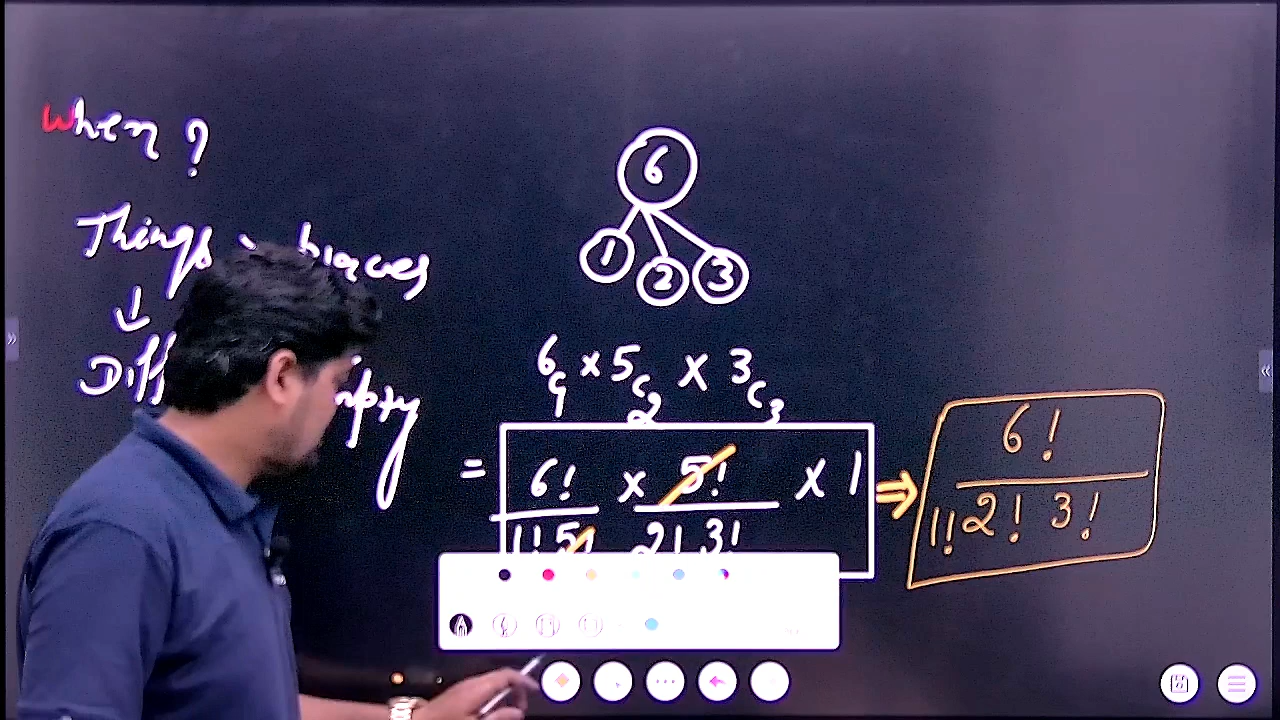 When ?
Things
↓
6
1 2 3
6C1 × 5C2 × 3C3
= 6! / 1! 5! × 5! / 2! 3! × 1 ⇒ 6! / 1! 2! 3!